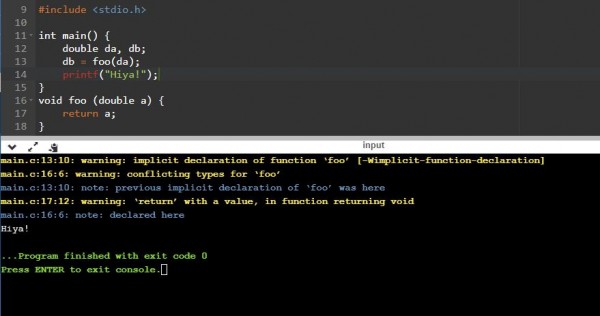 9 #include <stdio.h>
10
11 int main() {
12 double da, db;
13 db = foo(da);
14 printf("Hiya!");
15 }
16 void foo (double a) {
17 return a;
18 }
input
main.c:13:10: warning: implicit declaration of function ‘foo’ [-Wimplicit-function-declaration]
main.c:16:6: warning: conflicting types for ‘foo’
main.c:13:10: note: previous implicit declaration of ‘foo’ was here
main.c:17:12: warning: ‘return’ with a value, in function returning void
main.c:16:6: note: declared here
Hiya!
...Program finished with exit code 0
Press ENTER to exit console.